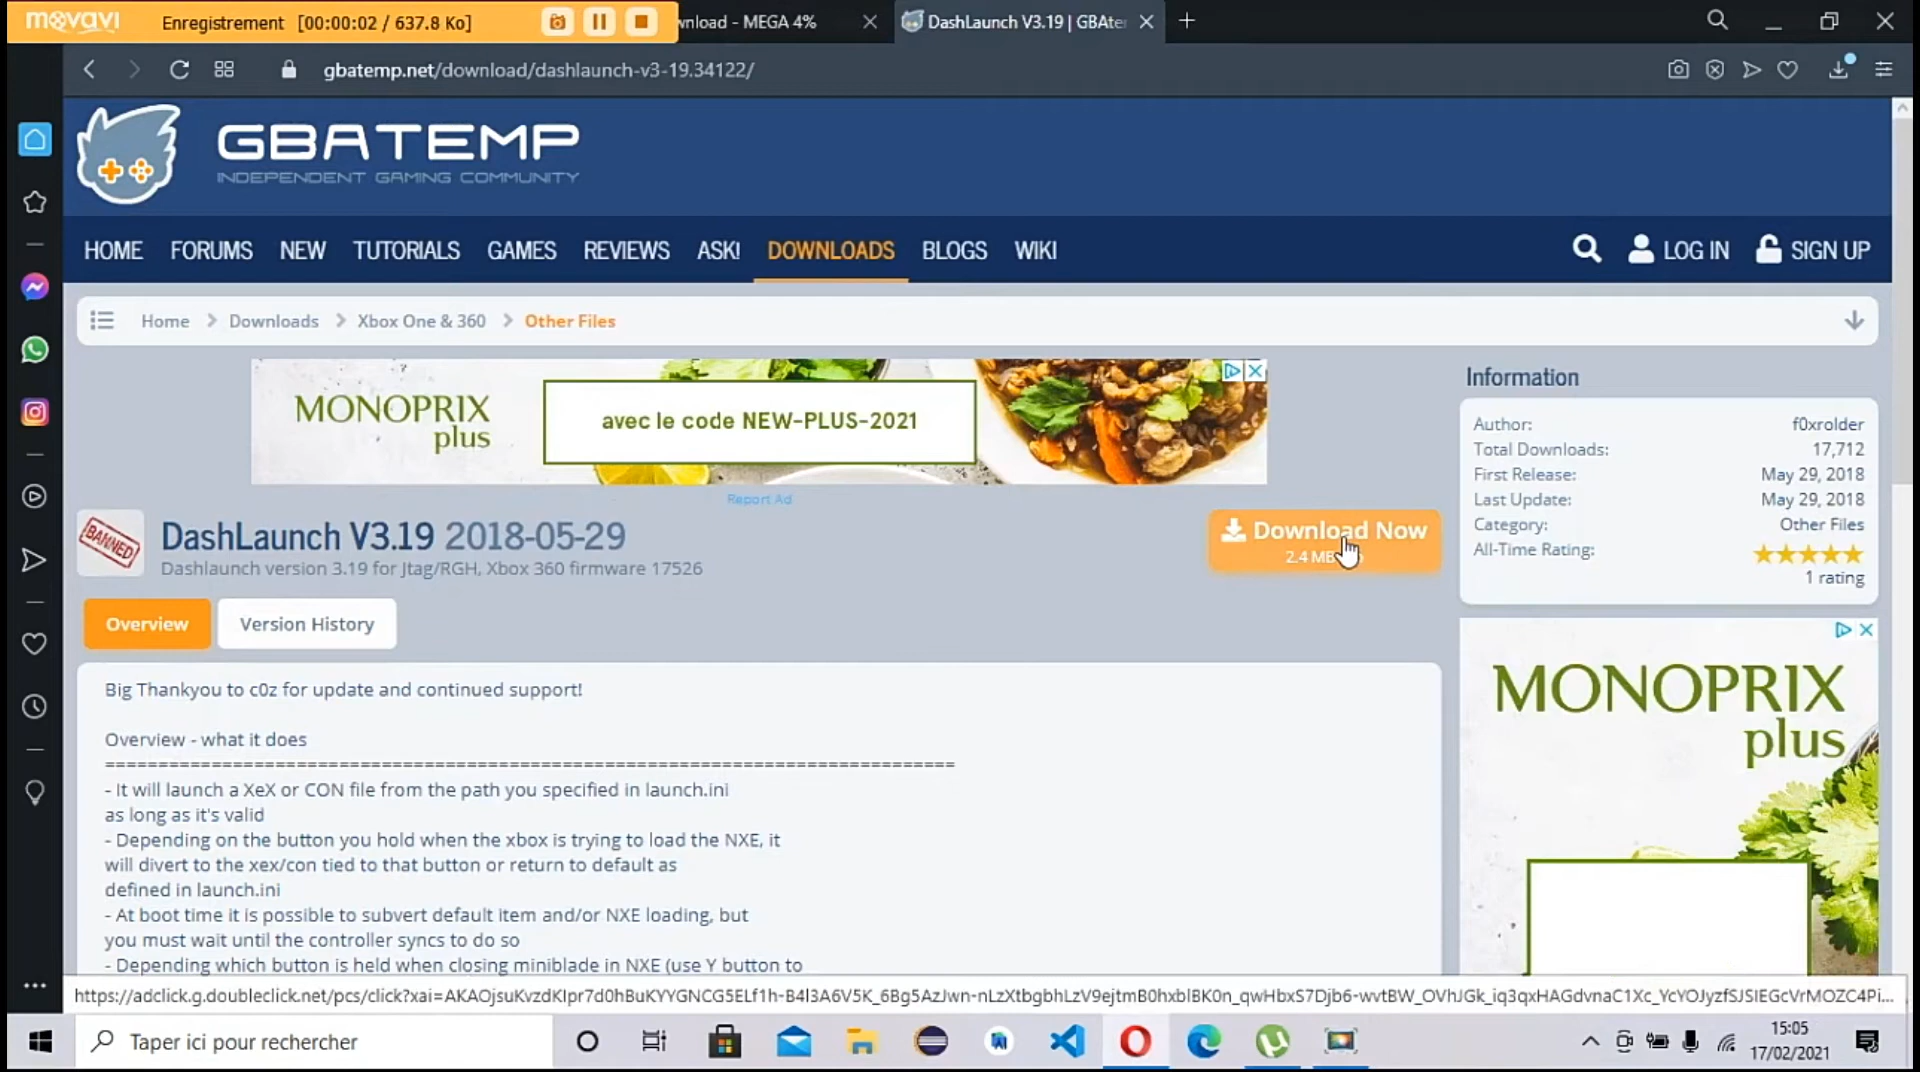 movavi
Enregistrement [00:00:02 / 637.8 Ko]
wnload - MEGA 4%
DashLaunch V3.19 | GBAte
gbatemp.net/download/dashlaunch-v3-19.34122/
GBATEMP
INDEPENDENT GAMING COMMUNITY
HOME FORUMS NEW TUTORIALS GAMES REVIEWS ASK! DOWNLOADS BLOGS WIKI
LOG IN SIGN UP
Home > Downloads > Xbox One & 360 > Other Files
MONOPRIX
plus
avec le code NEW-PLUS-2021
Report Ad
BANNED
DashLaunch V3.19 2018-05-29
Dashlaunch version 3.19 for Jtag/RGH, Xbox 360 firmware 17526
Download Now
2.4 MB
Overview
Version History
Information
Author: f0xrolder
Total Downloads: 17,712
First Release: May 29, 2018
Last Update: May 29, 2018
Category: Other Files
All-Time Rating:
1 rating
Big Thankyou to c0z for update and continued support!
Overview - what it does
- It will launch a XeX or CON file from the path you specified in launch.ini
as long as it's valid
- Depending on the button you hold when the xbox is trying to load the NXE, it
will divert to the xex/con tied to that button or return to default as
defined in launch.ini
- At boot time it is possible to subvert default item and/or NXE loading, but
you must wait until the controller syncs to do so
- Depending which button is held when closing miniblade in NXE (use Y button to
MONOPRIX
plus
Taper ici pour rechercher
15:05
17/02/2021